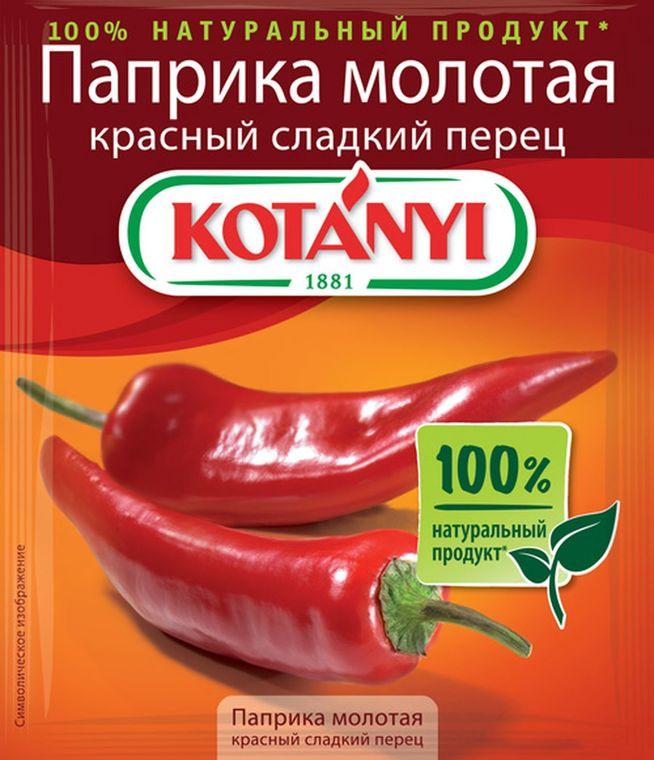 100% НАТУРАЛЬНЫЙ ПРОДУКТ*
Паприка молотая
красный сладкий перец
KOTÁNYI
1881
100%
натуральный
продукт*
Символическое изображение
Паприка молотая
красный сладкий перец